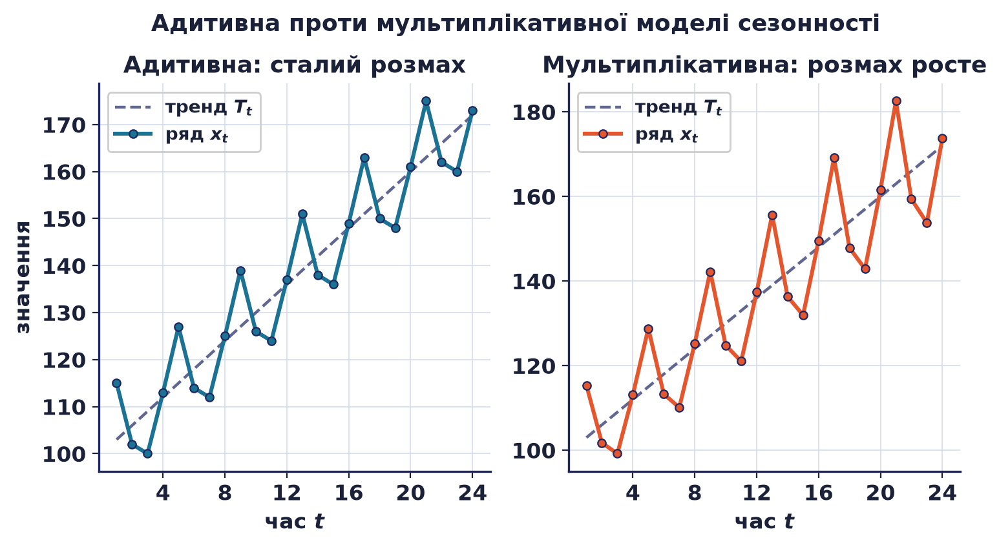 Адитивна проти мультиплікативної моделі сезонності
Адитивна: сталий розмах
тренд Tt
ряд xt
значення
170
160
150
140
130
120
110
100
4 8 12 16 20 24
час t
Мультиплікативна: розмах росте
тренд Tt
ряд xt
180
160
140
120
100
4 8 12 16 20 24
час t